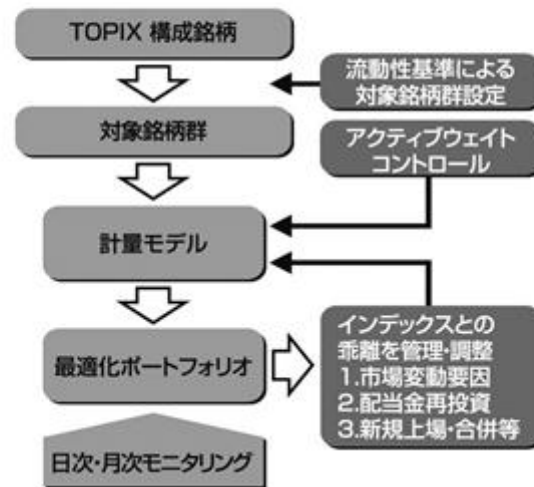 TOPIX 構成銘柄
流動性基準による
対象銘柄群設定
対象銘柄群
アクティブウェイト
コントロール
計量モデル
最適化ポートフォリオ
インデックスとの
乖離を管理・調整
1.市場変動要因
2.配当金再投資
3.新規上場・合併等
日次・月次モニタリング